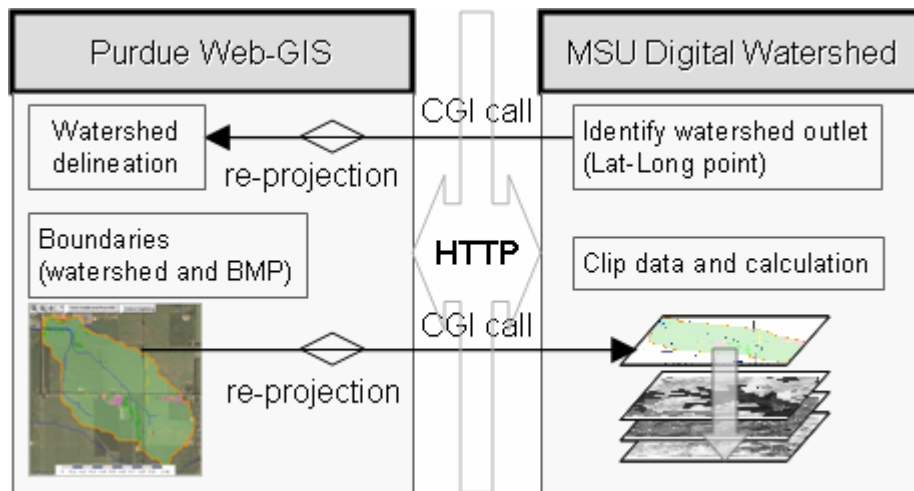 Purdue Web-GIS
MSU Digital Watershed
CGI call
Watershed
delineation
re-projection
Identify watershed outlet
(Lat-Long point)
Boundaries
(watershed and BMP)
HTTP
Clip data and calculation
CGI call
re-projection